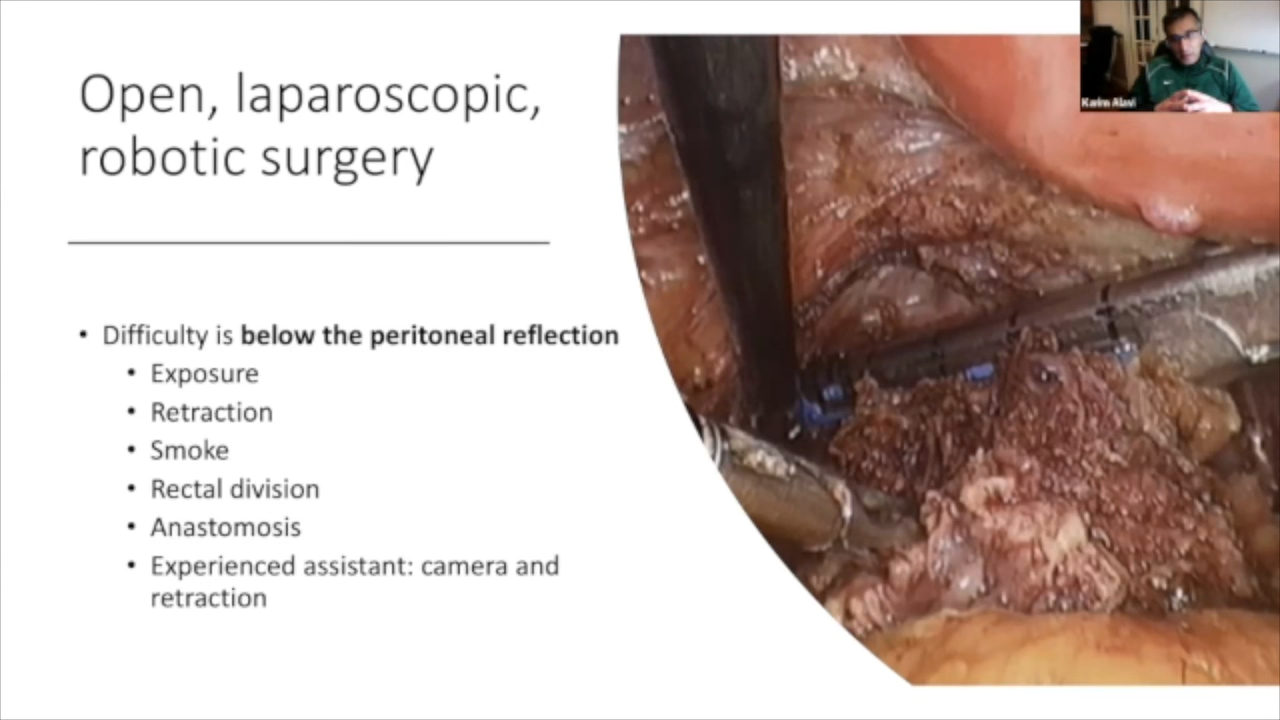 Open, laparoscopic,
robotic surgery
• Difficulty is below the peritoneal reflection
• Exposure
• Retraction
• Smoke
• Rectal division
• Anastomosis
• Experienced assistant: camera and
retraction
Karim Alavi